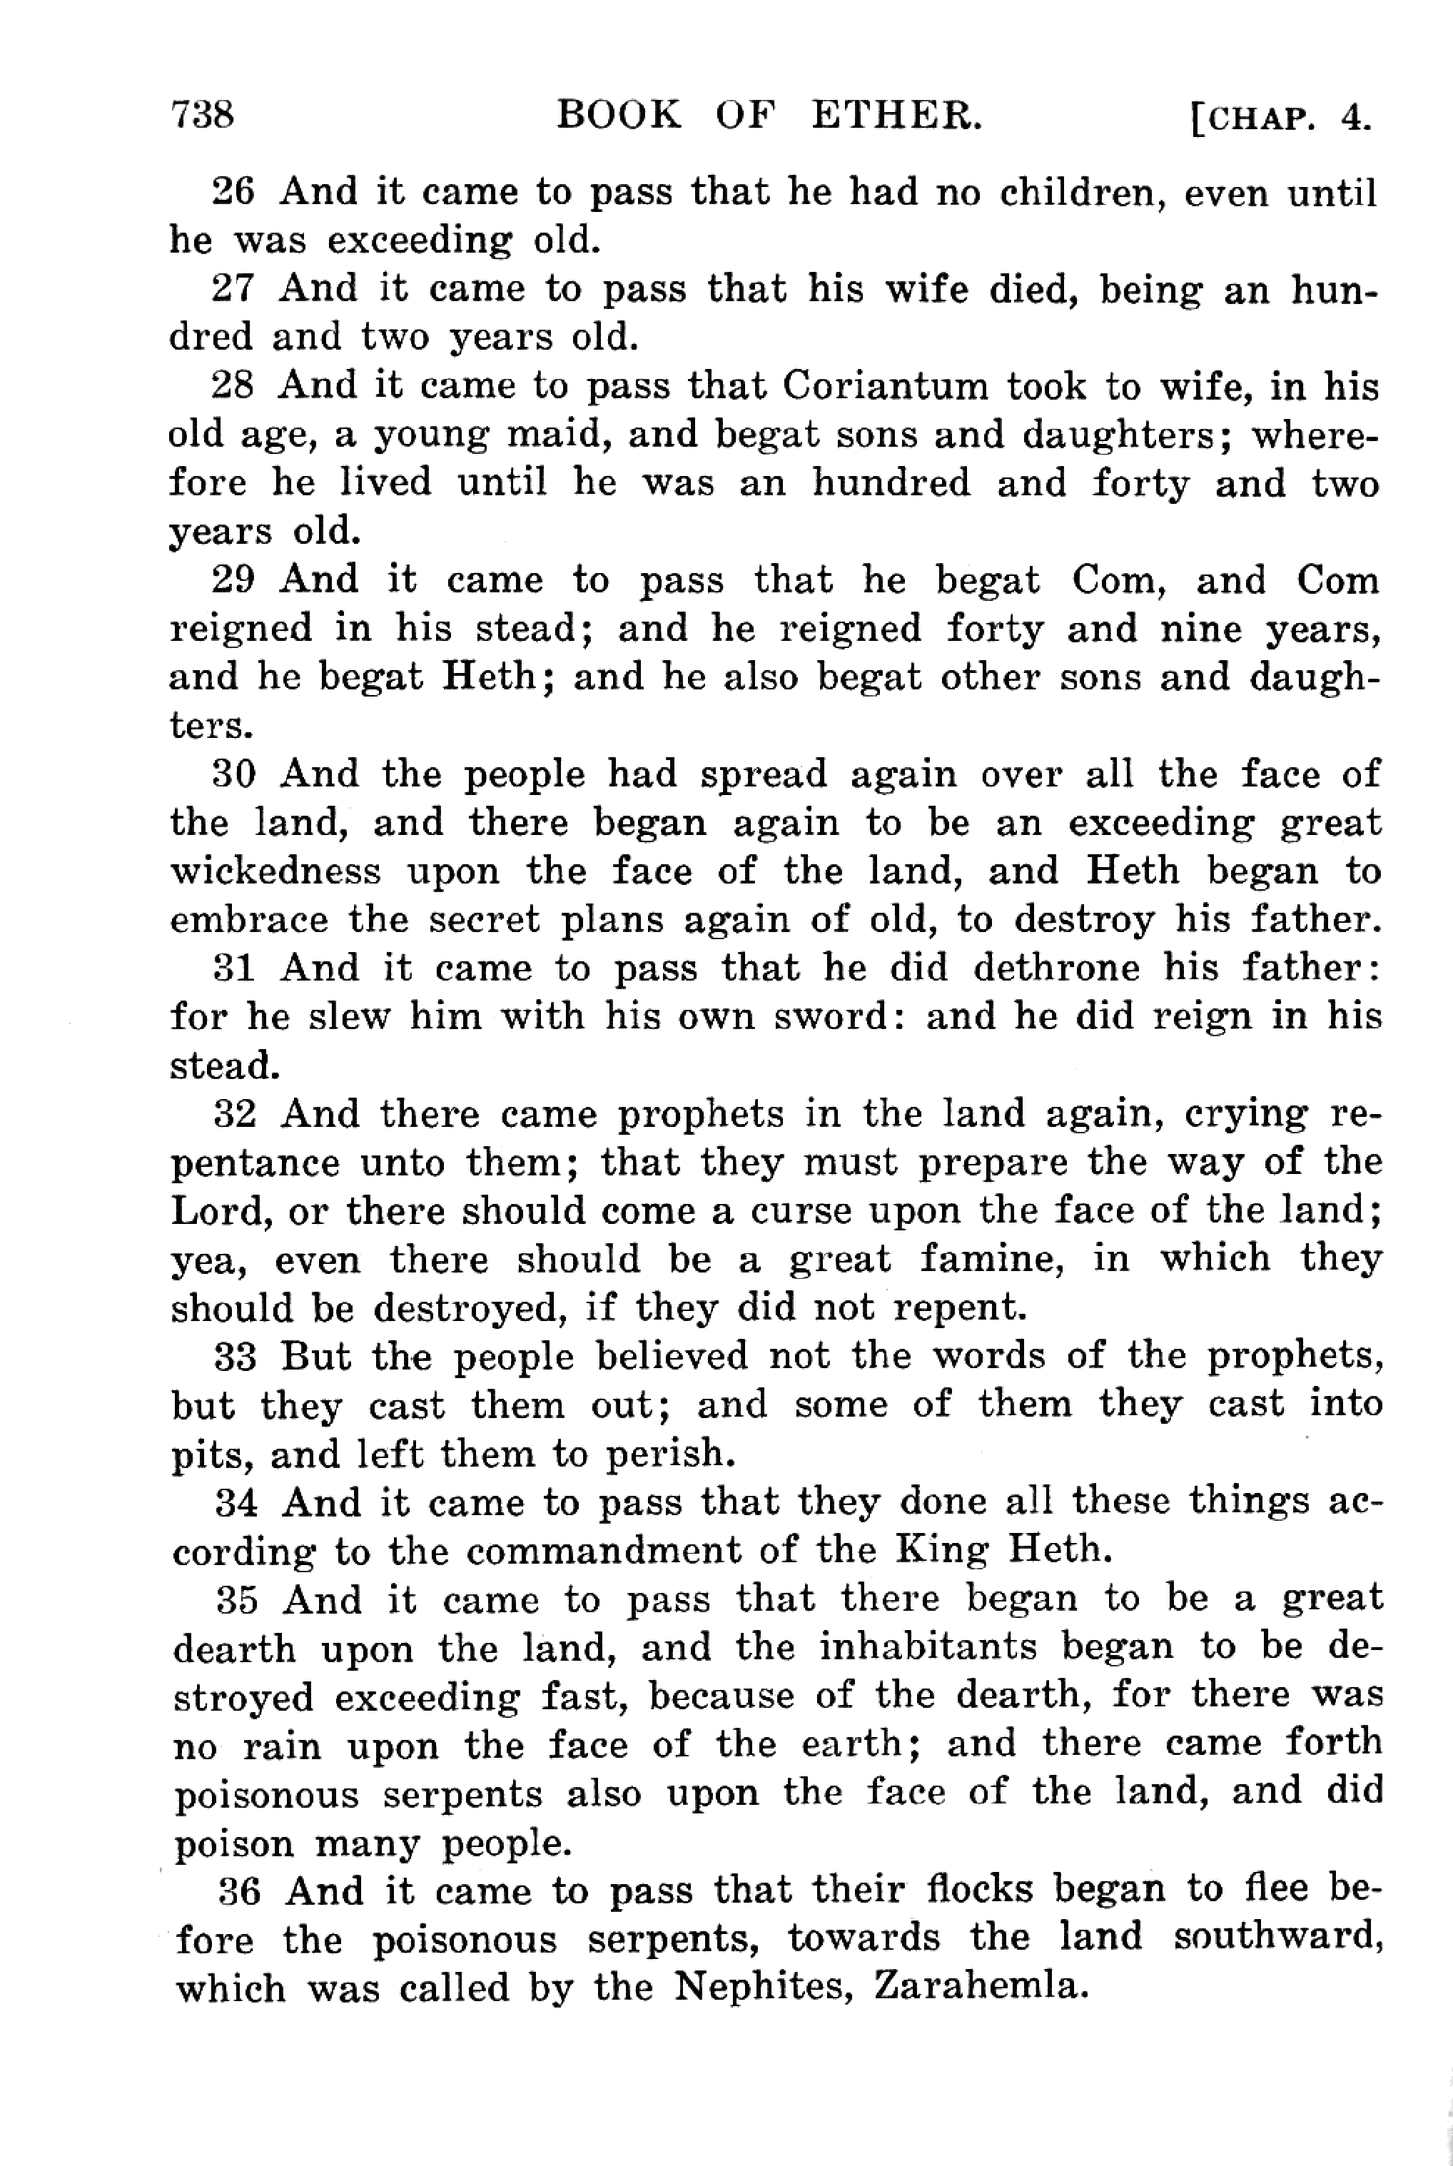 738 BOOK OF ETHER. [CHAP. 4.
26 And it came to pass that he had no children, even until
he was exceeding old.
27 And it came to pass that his wife died, being an hun-
dred and two years old.
28 And it came to pass that Coriantum took to wife, in his
old age, a young maid, and begat sons and daughters; where-
fore he lived until he was an hundred and forty and two
years old.
29 And it came to pass that he begat Com, and Com
reigned in his stead; and he reigned forty and nine years,
and he begat Heth; and he also begat other sons and daugh-
ters.
30 And the people had spread again over all the face of
the land, and there began again to be an exceeding great
wickedness upon the face of the land, and Heth began to
embrace the secret plans again of old, to destroy his father.
31 And it came to pass that he did dethrone his father:
for he slew him with his own sword: and he did reign in his
stead.
32 And there came prophets in the land again, crying re-
pentance unto them; that they must prepare the way of the
Lord, or there should come a curse upon the face of the land;
yea, even there should be a great famine, in which they
should be destroyed, if they did not repent.
33 But the people believed not the words of the prophets,
but they cast them out; and some of them they cast into
pits, and left them to perish.
34 And it came to pass that they done all these things ac-
cording to the commandment of the King Heth.
35 And it came to pass that there began to be a great
dearth upon the land, and the inhabitants began to be de-
stroyed exceeding fast, because of the dearth, for there was
no rain upon the face of the earth; and there came forth
poisonous serpents also upon the face of the land, and did
poison many people.
36 And it came to pass that their flocks began to flee be-
fore the poisonous serpents, towards the land southward,
which was called by the Nephites, Zarahemla.